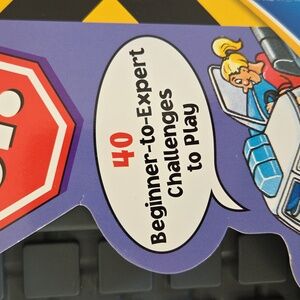 40
Beginner-to-Expert
Challenges
to Play